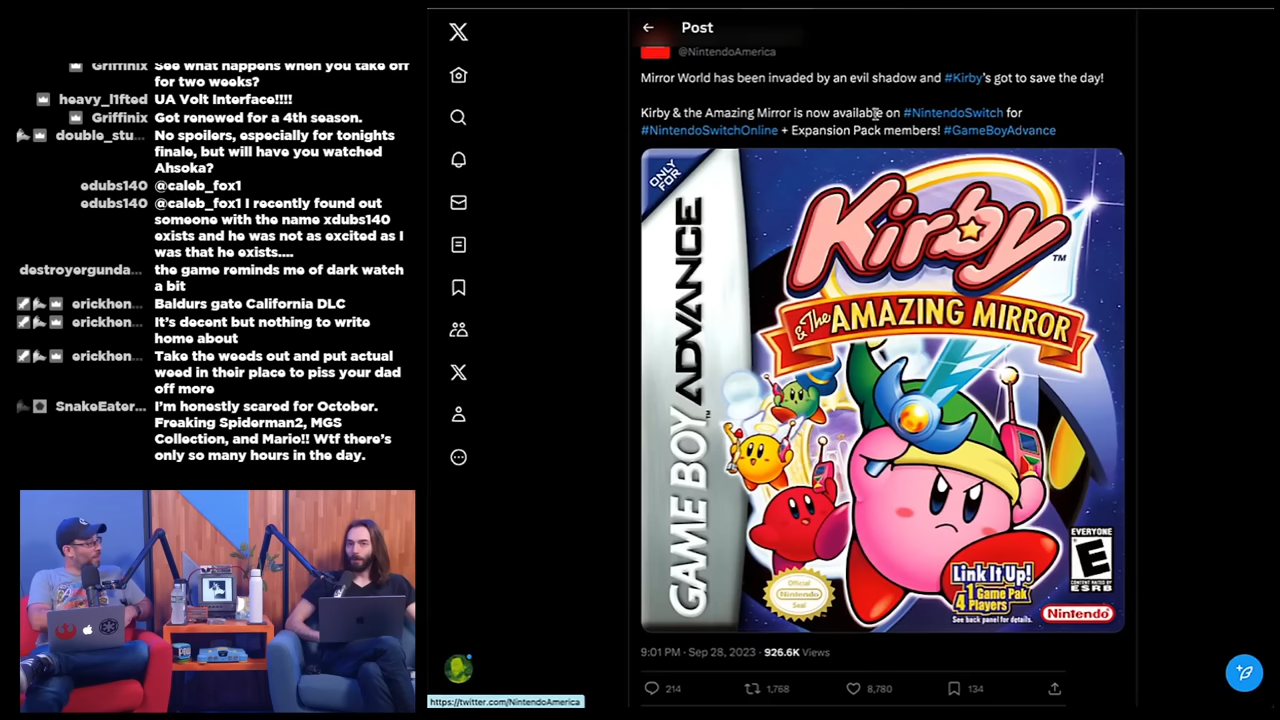 Griffinix See what happens when you take off
for two weeks?
heavy_l1fted UA Volt Interface!!!!
Griffinix Got renewed for a 4th season.
double_stu... No spoilers, especially for tonights
finale, but will have you watched
Ahsoka?
edubs140 @caleb_fox1
edubs140 @caleb_fox1 I recently found out
someone with the name xdubs140
exists and he was not as excited as I
was that he exists....
destroyergunda... the game reminds me of dark watch
a bit
erickhen... Baldurs gate California DLC
erickhen... It's decent but nothing to write
home about
erickhen... Take the weeds out and put actual
weed in their place to piss your dad
off more
SnakeEater... I'm honestly scared for October.
Freaking Spiderman2, MGS
Collection, and Mario!! Wtf there's
only so many hours in the day.
Post
@NintendoAmerica
Mirror World has been invaded by an evil shadow and #Kirby's got to save the day!
Kirby & the Amazing Mirror is now available on #NintendoSwitch for
#NintendoSwitchOnline + Expansion Pack members! #GameBoyAdvance
ONLY
FOR
GAME BOY ADVANCE
TM
Kirby
TM
& The AMAZING MIRROR
Official
Nintendo
Seal
Link It Up!
1 Game Pak
4 Players
See back panel for details.
EVERYONE
E
CONTENT RATED BY
ESRB
Nintendo
9:01 PM · Sep 28, 2023 · 926.6K Views
214 1,768 8,780 134
https://twitter.com/NintendoAmerica